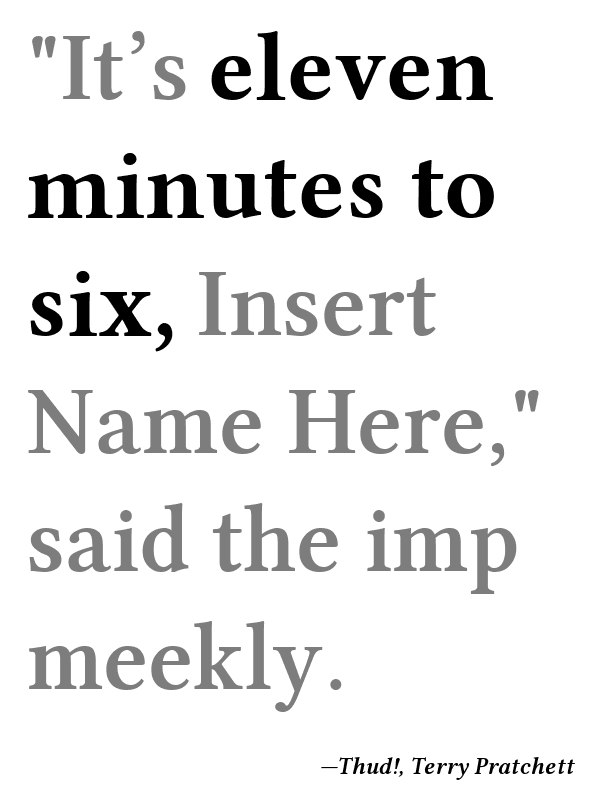 "It’s eleven
minutes to
six, Insert
Name Here,"
said the imp
meekly.
—Thud!, Terry Pratchett